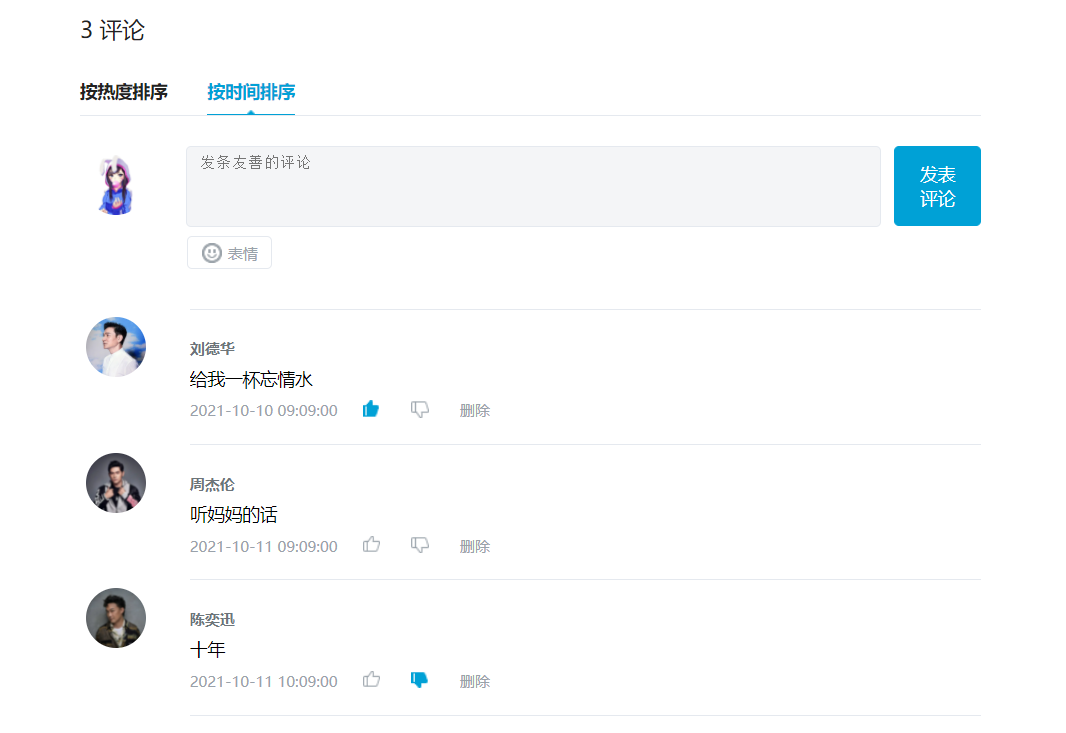 3 评论
按热度排序 按时间排序
发条友善的评论
发表
评论
表情
刘德华
给我一杯忘情水
2021-10-10 09:09:00 删除
周杰伦
听妈妈的话
2021-10-11 09:09:00 删除
陈奕迅
十年
2021-10-11 10:09:00 删除